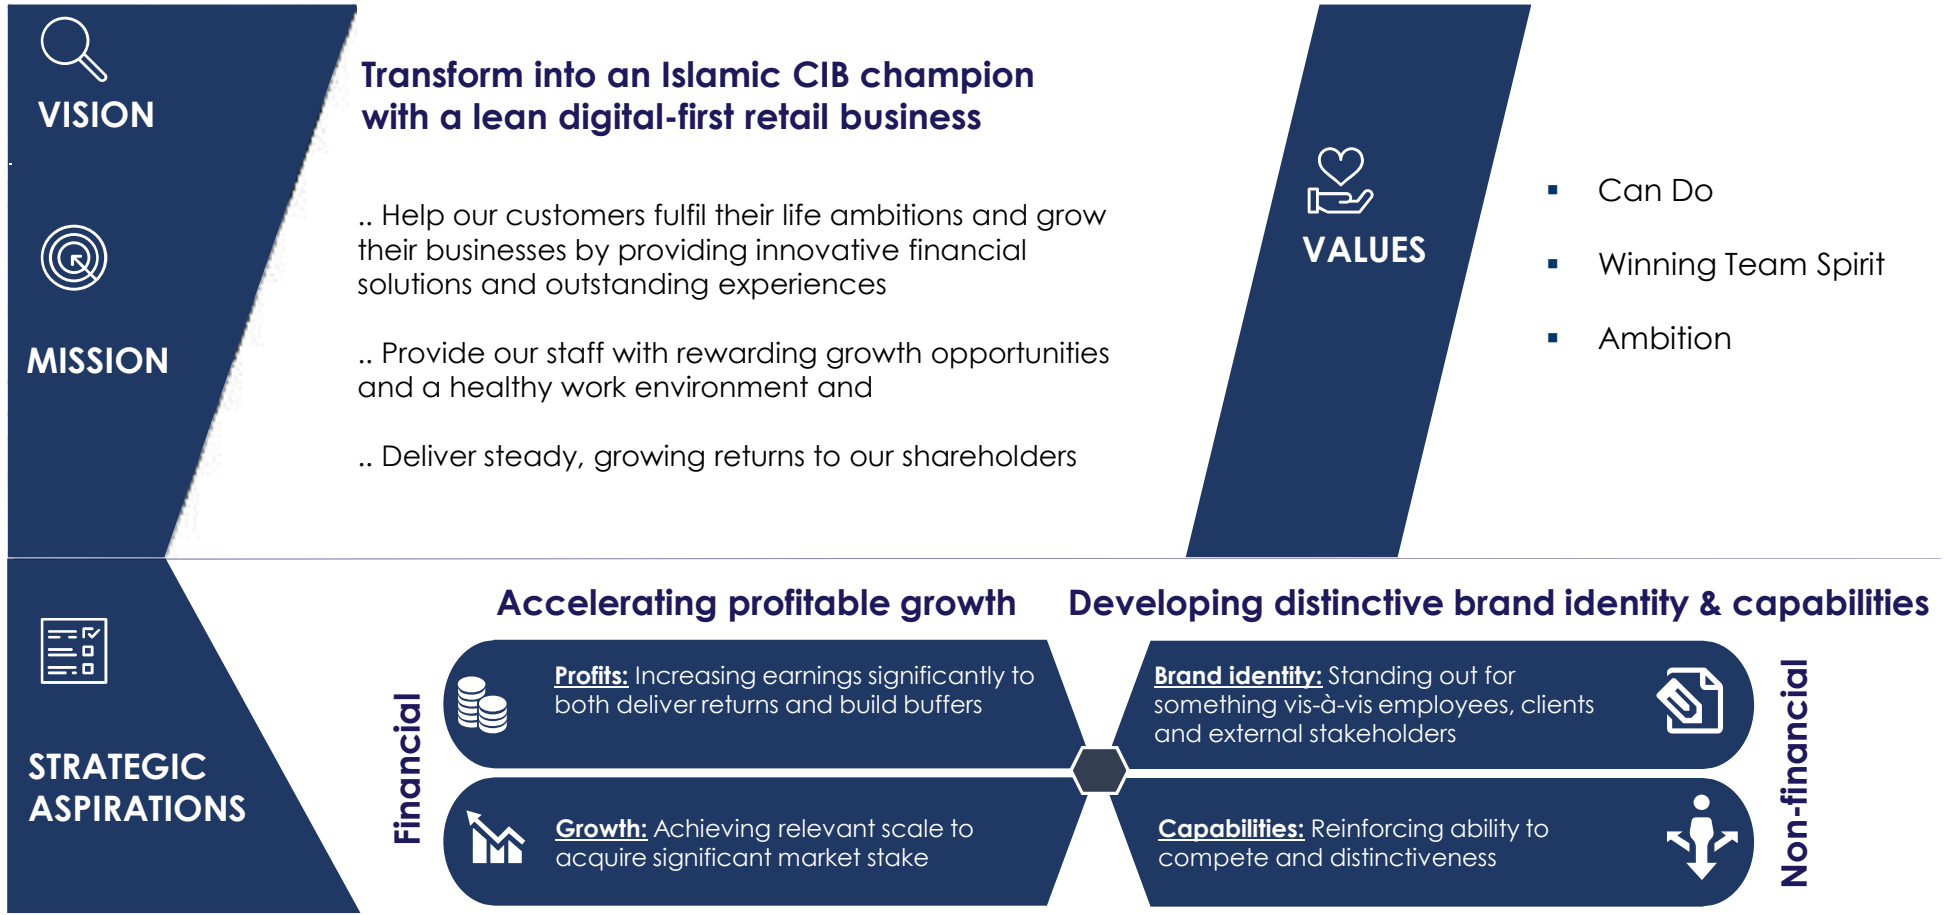 VISION
Transform into an Islamic CIB champion
with a lean digital-first retail business
MISSION
.. Help our customers fulfil their life ambitions and grow
their businesses by providing innovative financial
solutions and outstanding experiences
.. Provide our staff with rewarding growth opportunities
and a healthy work environment and
.. Deliver steady, growing returns to our shareholders
VALUES
▪ Can Do
▪ Winning Team Spirit
▪ Ambition
STRATEGIC
ASPIRATIONS
Accelerating profitable growth
Financial
Profits: Increasing earnings significantly to
both deliver returns and build buffers
Growth: Achieving relevant scale to
acquire significant market stake
Developing distinctive brand identity & capabilities
Brand identity: Standing out for
something vis-à-vis employees, clients
and external stakeholders
Capabilities: Reinforcing ability to
compete and distinctiveness
Non-financial